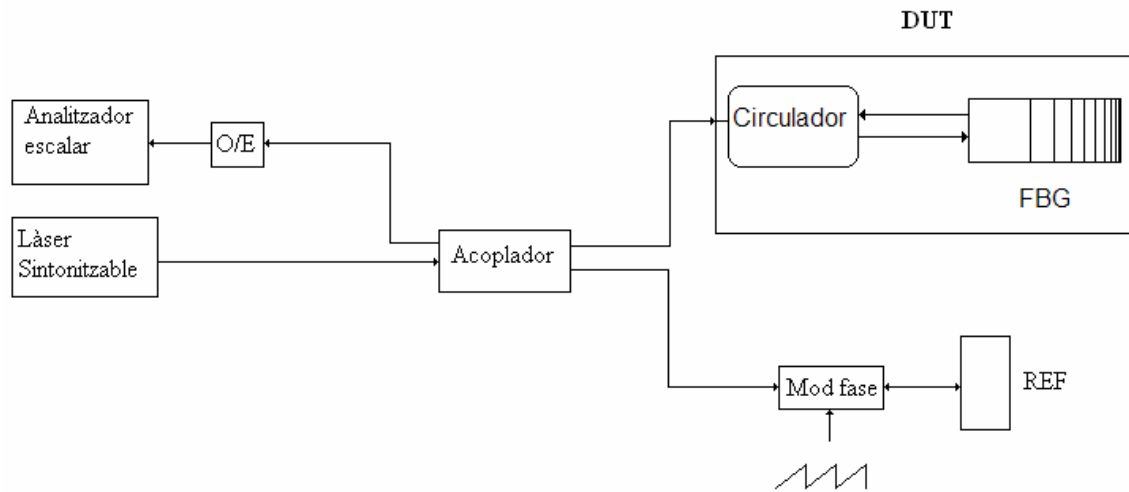 DUT
Analitzador
escalar
O/E
Circulador
FBG
Làser
Sintonitzable
Acoplador
Mod fase
REF